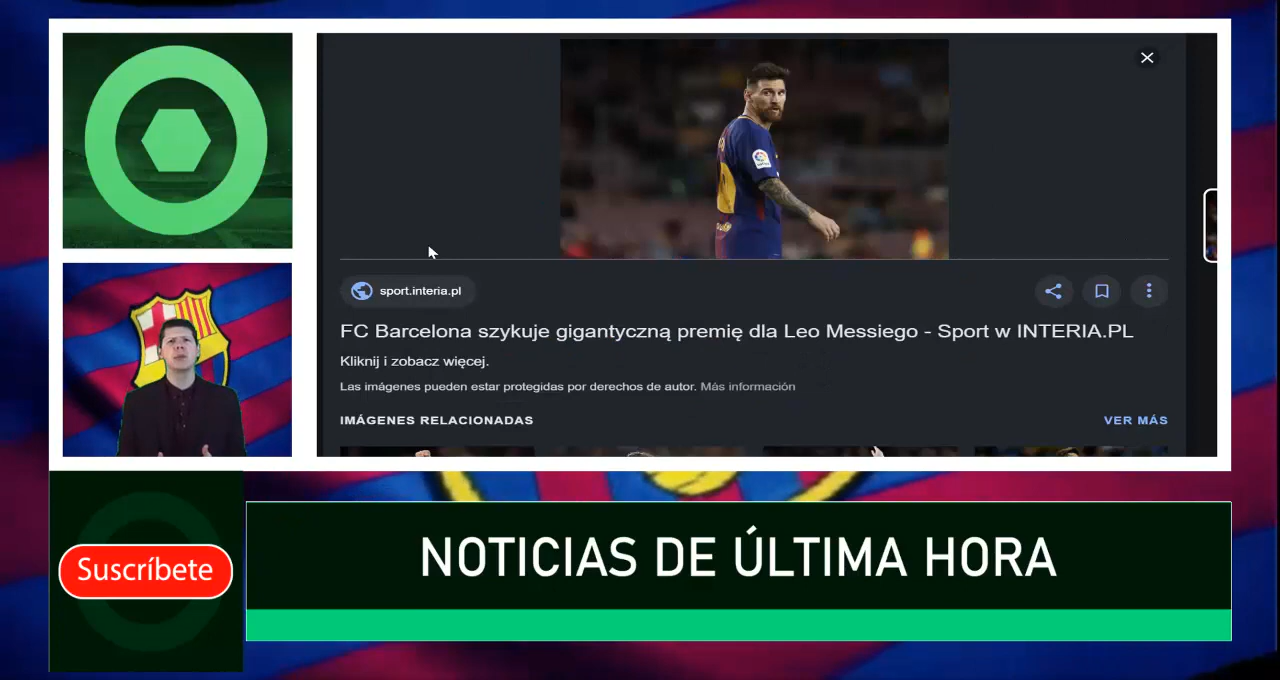 sport.interia.pl
FC Barcelona szykuje gigantyczną premię dla Leo Messiego - Sport w INTERIA.PL
Kliknij i zobacz więcej.
Las imágenes pueden estar protegidas por derechos de autor. Más información
IMÁGENES RELACIONADAS
VER MÁS
Suscríbete
NOTICIAS DE ÚLTIMA HORA